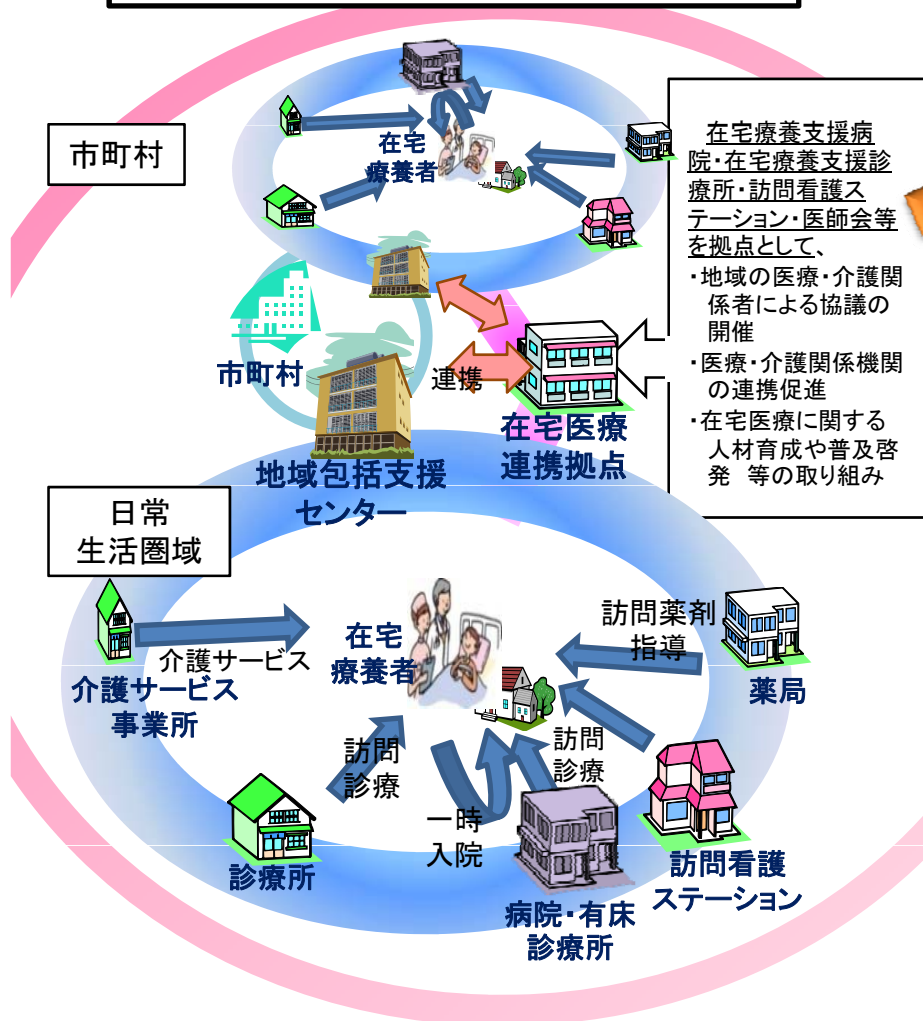 市町村
在宅
療養者
在宅療養支援病
院・在宅療養支援診
療所・訪問看護ス
テーション・医師会等
を拠点として、
・地域の医療・介護関
係者による協議の
開催
・医療・介護関係機関
の連携促進
・在宅医療に関する
人材育成や普及啓
発 等の取り組み
市町村
連携
在宅医療
連携拠点
地域包括支援
センター
日常
生活圏域
在宅
療養者
介護サービス
介護サービス
事業所
訪問薬剤
指導
薬局
訪問
診療
訪問
診療
一時
入院
診療所
病院・有床
診療所
訪問看護
ステーション